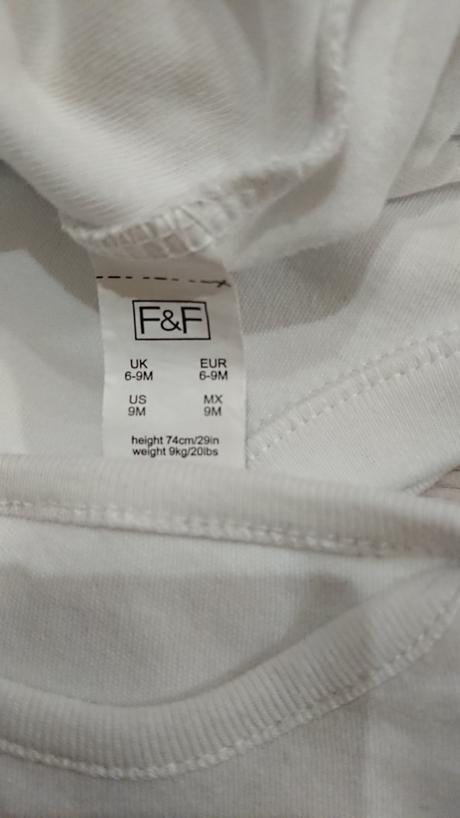 F&F
UK EUR
6-9M 6-9M
US MX
9M 9M
height 74cm/29in
weight 9kg/20lbs